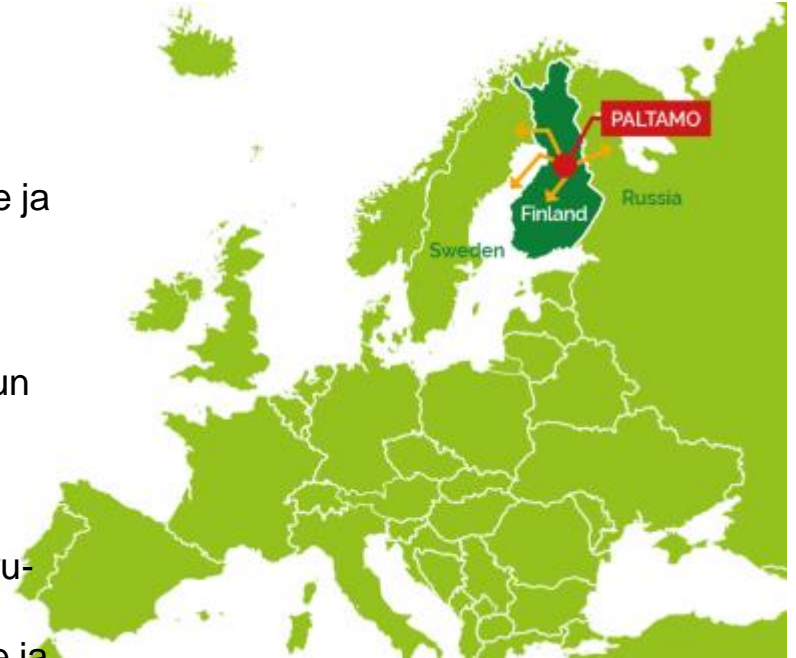 PALTAMO
e ja
Russia
Finland
Sweden
un
u-
e ja